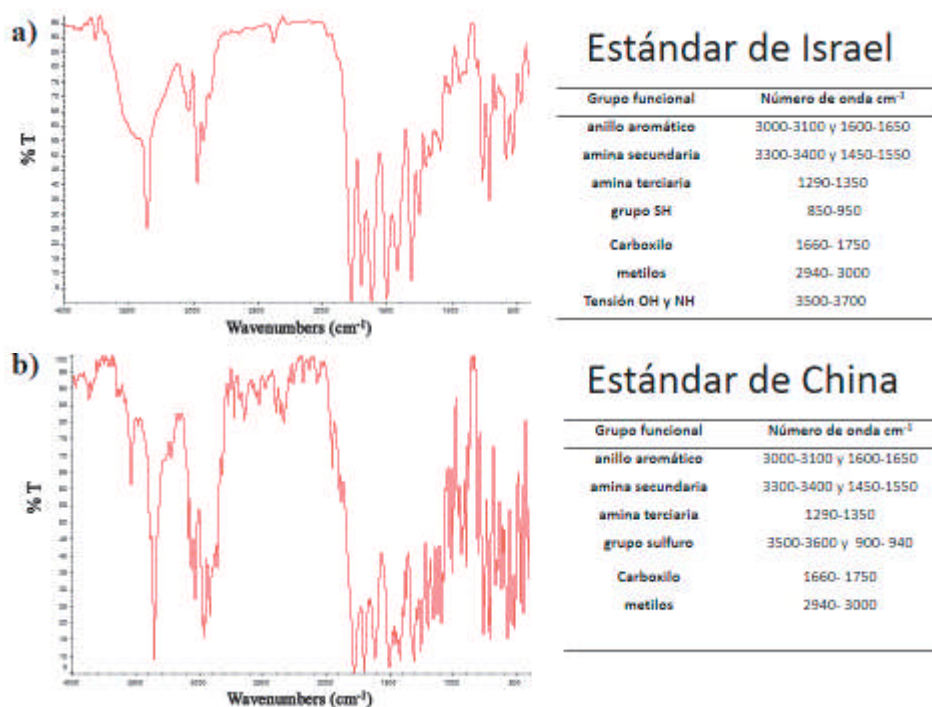 a)
Estándar de Israel
Grupo funcional Número de onda cm⁻¹
anillo aromático 3000-3100 y 1600-1650
amina secundaria 3300-3400 y 1450-1550
amina terciaria 1290-1350
grupo SH 850-950
Carboxilo 1660- 1750
metilos 2940- 3000
Tensión OH y NH 3500-3700
% T
Wavenumbers (cm⁻¹)
b)
Estándar de China
Grupo funcional Número de onda cm⁻¹
anillo aromático 3000-3100 y 1600-1650
amina secundaria 3300-3400 y 1450-1550
amina terciaria 1290-1350
grupo sulfuro 3500-3600 y 900- 940
Carboxilo 1660- 1750
metilos 2940- 3000
% T
Wavenumbers (cm⁻¹)